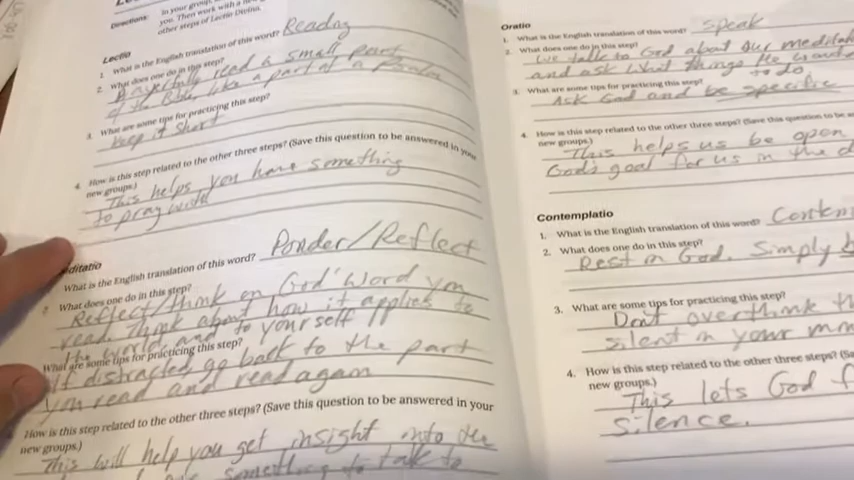 Directions: In your group,
you. Then work with a
other steps of Lectio Divina.
Lectio
1. What is the English translation of this word? Reading
2. What does one do in this step?
Prayerfully read a small part
of the Bible, like a part of a Psalm
3. What are some tips for practicing this step?
Keep it short
4. How is this step related to the other three steps? (Save this question to be answered in your
new groups.)
This helps you have something
to pray with
editatio
What is the English translation of this word? Ponder/Reflect
What does one do in this step?
Reflect/think on God' Word you
read. Think about how it applies to
the world, and to yourself
What are some tips for practicing this step?
If distracted, go back to the part
you read and read again
How is this step related to the other three steps? (Save this question to be answered in your
new groups.)
This will help you get insight into the
something to talk to
Oratio
1. What is the English translation of this word? speak
2. What does one do in this step?
We talk to God about our
and ask what things He
to do
3. What are some tips for practicing this step?
Ask God and be specific
4. How is this step related to the other three steps? (Save this question to be
new groups.)
This helps us be open
God's goal for us in the
Contemplatio
1. What is the English translation of this word? Contem
2. What does one do in this step?
Rest in God. Simply
3. What are some tips for practicing this step?
Don't overthink
silent in your
4. How is this step related to the other three steps? (Sa
new groups.)
This lets God
silence.